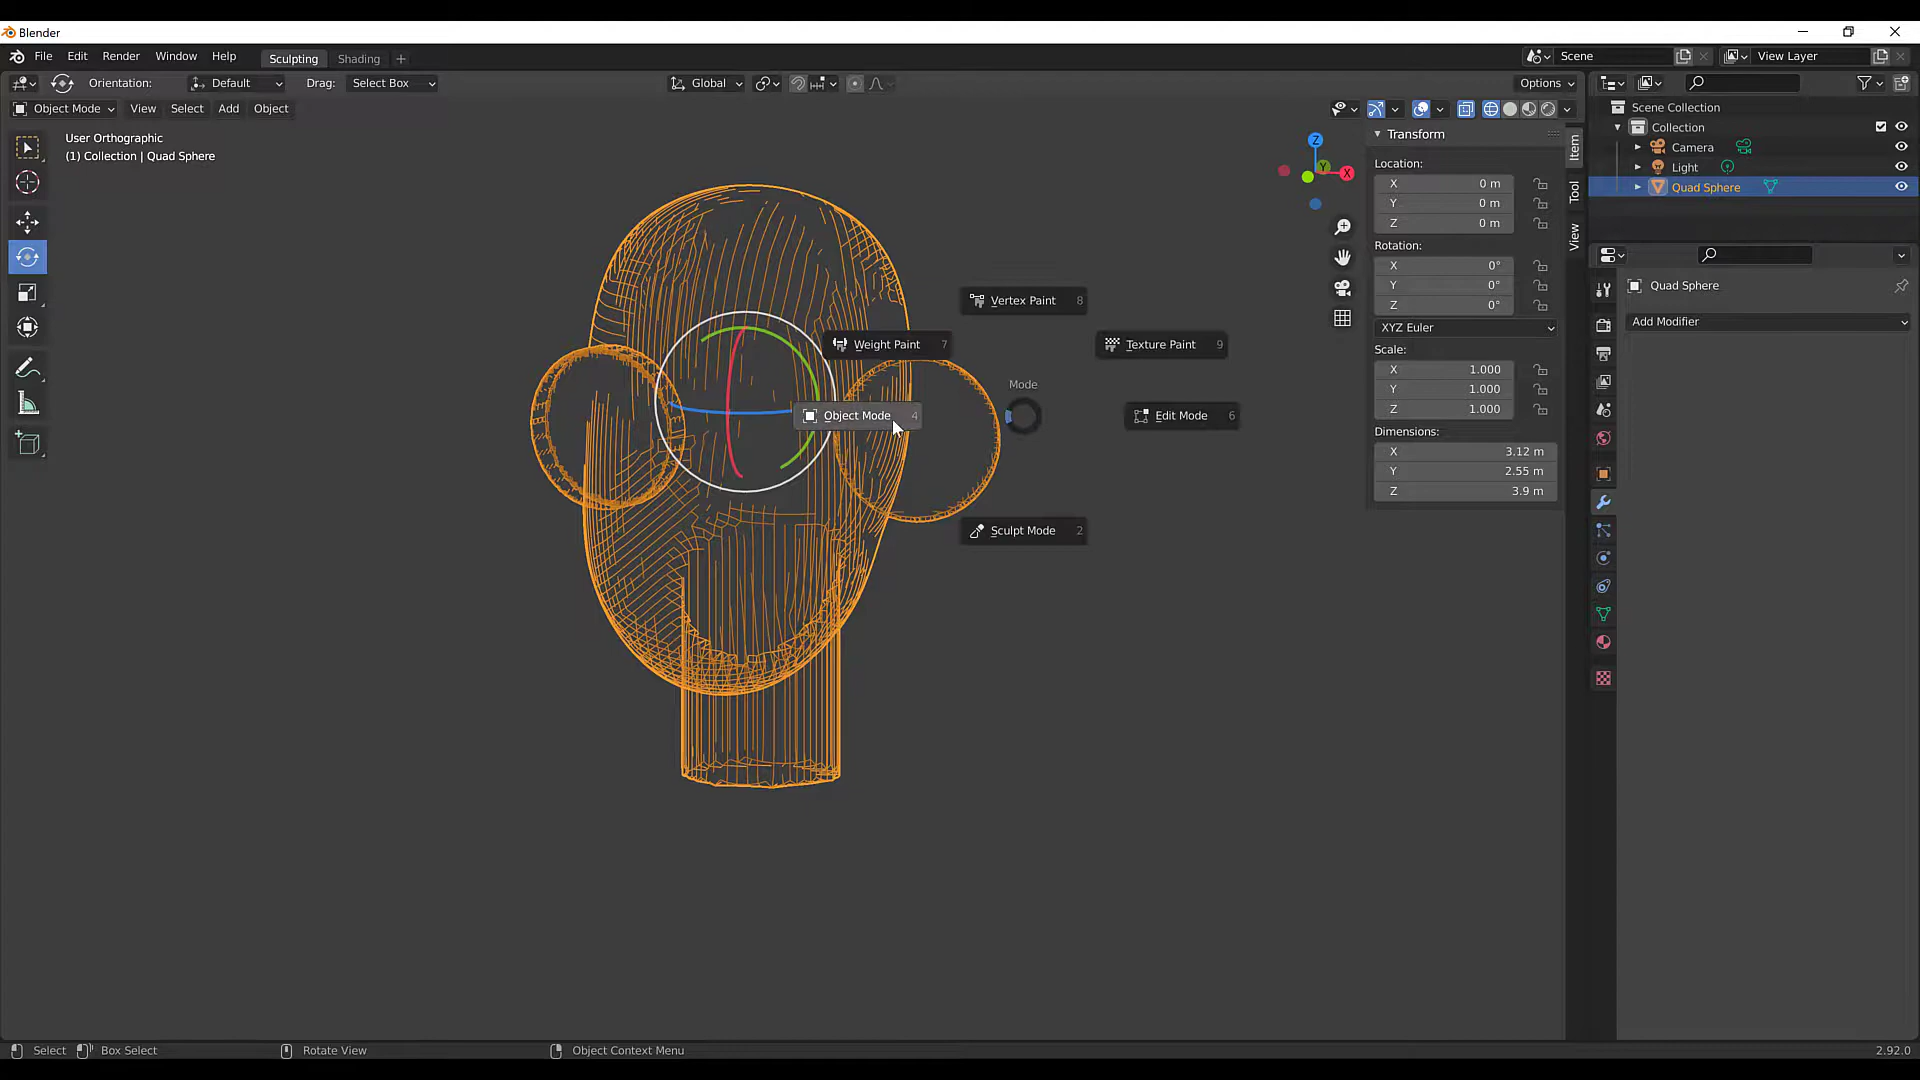 Blender
File Edit Render Window Help Sculpting Shading + Scene View Layer
Orientation: Default Drag: Select Box Global Options
Object Mode View Select Add Object
User Orthographic
(1) Collection | Quad Sphere
Z
Y
X
Vertex Paint 8
Weight Paint 7
Texture Paint 9
Mode
Object Mode 4
Edit Mode 6
Sculpt Mode 2
Transform
Location:
X 0 m
Y 0 m
Z 0 m
Rotation:
X 0°
Y 0°
Z 0°
XYZ Euler
Scale:
X 1.000
Y 1.000
Z 1.000
Dimensions:
X 3.12 m
Y 2.55 m
Z 3.9 m
Item
Tool
View
Scene Collection
Collection
Camera
Light
Quad Sphere
Quad Sphere
Add Modifier
Select Box Select Rotate View Object Context Menu 2.92.0